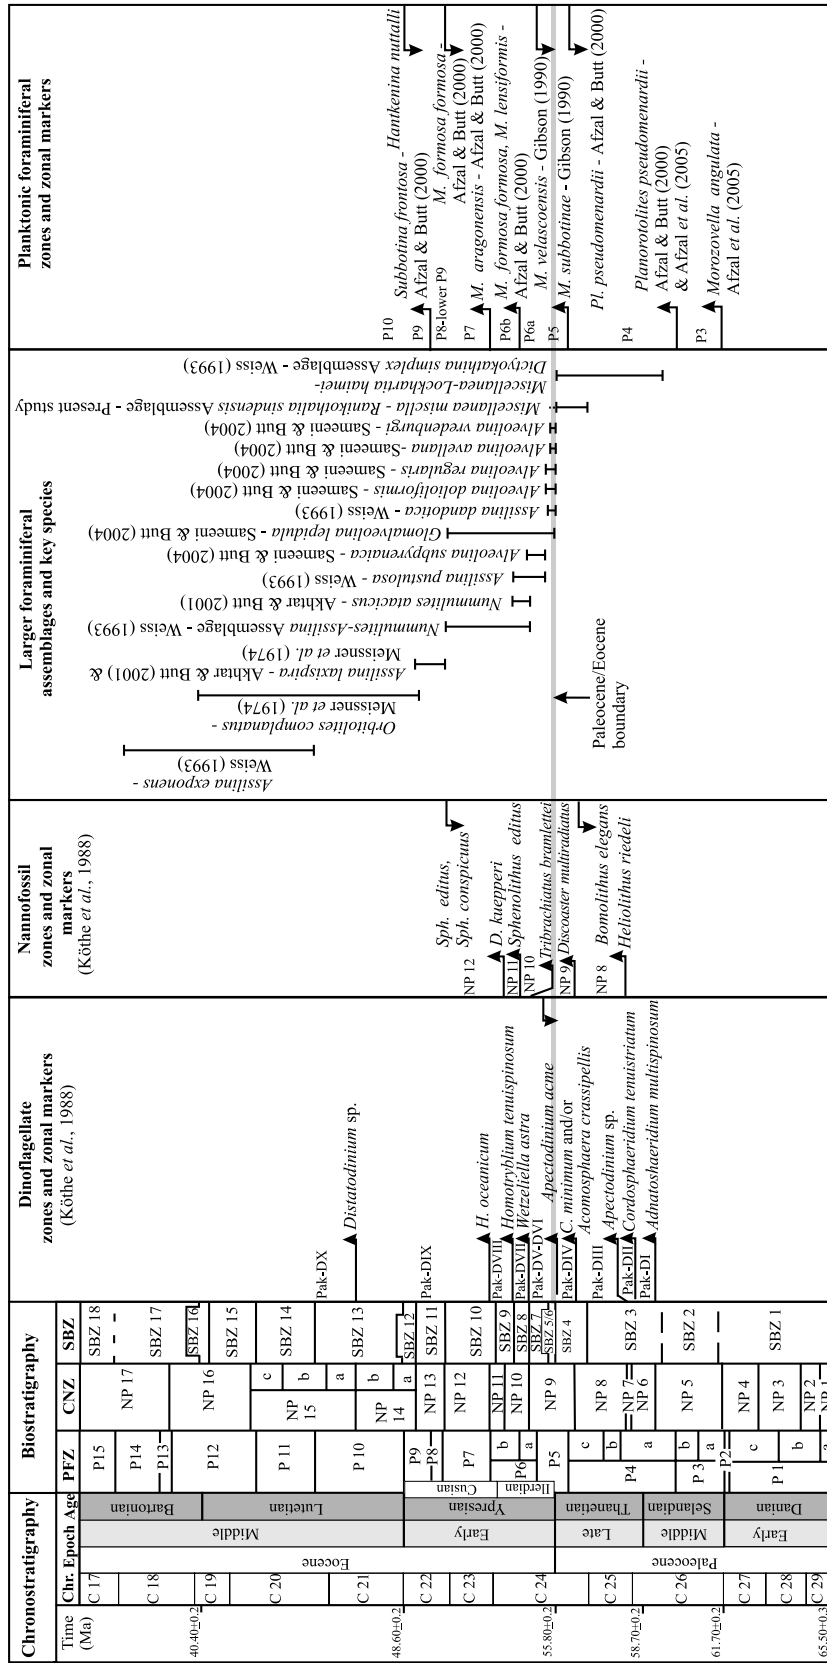 Planktonic foraminiferal
zones and zonal markers
P10
Subbotina frontosa - Hantkenina nuttalli
P9 Afzal & Butt (2000)
P8-lower P9
M. formosa formosa -
Afzal & Butt (2000)
P7
M. aragonensis - Afzal & Butt (2000)
P6b
M. formosa formosa, M. lensiformis -
Afzal & Butt (2000)
P6a
M. velascoensis - Gibson (1990)
P5
M. subbotinae - Gibson (1990)
Pl. pseudomenardii - Afzal & Butt (2000)
P4
Planorotolites pseudomenardii -
Afzal & Butt (2000)
& Afzal et al. (2005)
P3
Morozovella angulata -
Afzal et al. (2005)
Larger foraminiferal
assemblages and key species
Assilina exponens -
Weiss (1993)
Orbitolites complanatus -
Meissner et al. (1974)
Assilina laxispira - Akhtar & Butt (2001) &
Meissner et al. (1974)
Nummulites-Assilina Assemblage - Weiss (1993)
Nummulites atacicus - Akhtar & Butt (2001)
Assilina pustulosa - Weiss (1993)
Alveolina subpyrenaica - Sameeni & Butt (2004)
Glomalveolina lepidula - Sameeni & Butt (2004)
Assilina dandotica - Weiss (1993)
Alveolina dolioliformis - Sameeni & Butt (2004)
Alveolina regularis - Sameeni & Butt (2004)
Alveolina avellana -Sameeni & Butt (2004)
Alveolina vredenburgi - Sameeni & Butt (2004)
Miscellanea miscella - Ranikothalia sindensis Assemblage - Present study
Miscellanea-Lockhartia haimei-
Dictyokathina simplex Assemblage - Weiss (1993)
Paleocene/Eocene
boundary
Nannofossil
zones and zonal
markers
(Köthe et al., 1988)
Sph. editus,
Sph. conspicuus
NP 12
D. kuepperi
NP 11
Sphenolithus editus
NP 10
Tribrachiatus bramlettei
NP 9
Discoaster multiradiatus
NP 8
Bomolithus elegans
Heliolithus riedeli
Dinoflagellate
zones and zonal markers
(Köthe et al., 1988)
Pak-DX
Distatodinium sp.
Pak-DIX
H. oceanicum
Pak-DVIII
Homotryblium tenuispinosum
Pak-DVII
Wetzeliella astra
Pak-DV-DVI
Apectodinium acme
Pak-DIV
C. minimum and/or
Acomosphaera crassipellis
Pak-DIII
Apectodinium sp.
Pak-DII
Cordosphaeridium tenuistriatum
Pak-DI
Adnatoshaeridium multispinosum
Biostratigraphy
SBZ
SBZ 18
SBZ 17
SBZ 16
SBZ 15
SBZ 14
SBZ 13
SBZ 12
SBZ 11
SBZ 10
SBZ 9
SBZ 8
SBZ 7
SBZ 5/6
SBZ 4
SBZ 3
SBZ 2
SBZ 1
CNZ
NP 17
NP 16
c
b
a
NP
15
b
a
NP
14
NP 13
NP 12
NP 11
NP 10
NP 9
NP 8
NP 7
NP 6
NP 5
NP 4
NP 3
NP 2
NP 1
PFZ
P15
P14
P13
P12
P11
P10
P9
P8
P7
b
a
P6
P5
c
b
a
P4
b
a
P3
P2
c
b
a
P1
Chronostratigraphy
Age
Bartonian
Lutetian
Ypresian
Cusian
Ilerdian
Thanetian
Selandian
Danian
Epoch
Middle
Early
Late
Middle
Early
Eocene
Paleocene
Chr.
C 17
C 18
C 19
C 20
C 21
C 22
C 23
C 24
C 25
C 26
C 27
C 28
C 29
Time
(Ma)
40.40±0.2
48.60±0.2
55.80±0.2
58.70±0.2
61.70±0.2
65.50±0.3